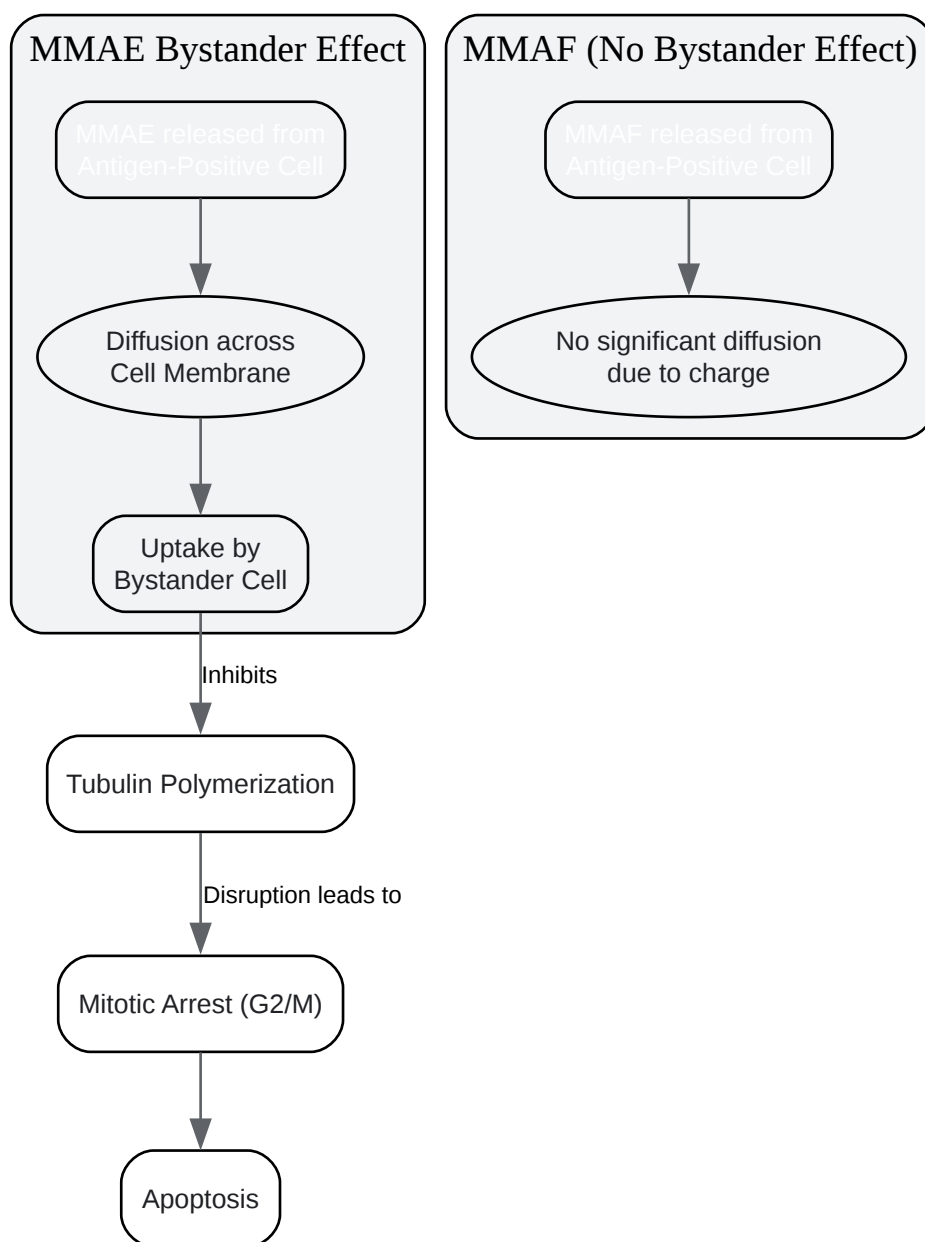 MMAE Bystander Effect
MMAE released from
Antigen-Positive Cell
Diffusion across
Cell Membrane
Uptake by
Bystander Cell
Inhibits
Tubulin Polymerization
Disruption leads to
Mitotic Arrest (G2/M)
Apoptosis
MMAF (No Bystander Effect)
MMAF released from
Antigen-Positive Cell
No significant diffusion
due to charge